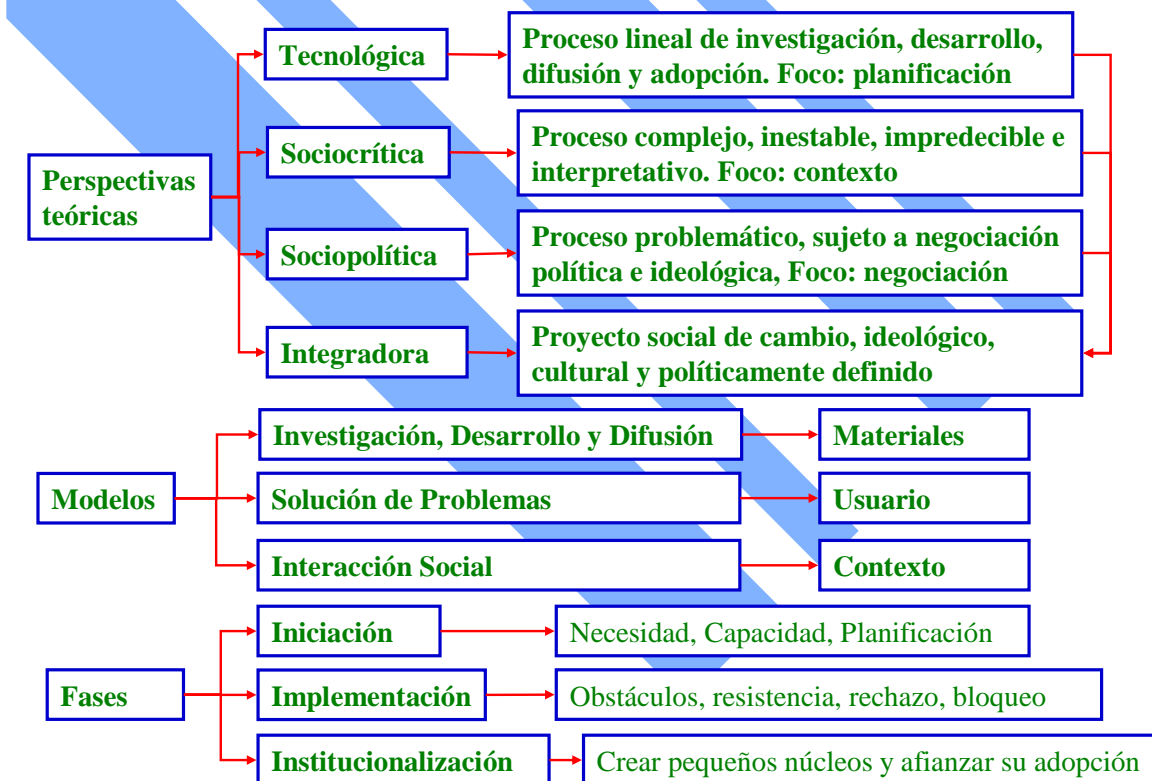 Tecnológica
Proceso lineal de investigación, desarrollo,
difusión y adopción. Foco: planificación
Sociocrítica
Proceso complejo, inestable, impredecible e
interpretativo. Foco: contexto
Perspectivas
teóricas
Sociopolítica
Proceso problemático, sujeto a negociación
política e ideológica, Foco: negociación
Integradora
Proyecto social de cambio, ideológico,
cultural y políticamente definido
Modelos
Investigación, Desarrollo y Difusión
Materiales
Solución de Problemas
Usuario
Interacción Social
Contexto
Fases
Iniciación
Necesidad, Capacidad, Planificación
Implementación
Obstáculos, resistencia, rechazo, bloqueo
Institucionalización
Crear pequeños núcleos y afianzar su adopción